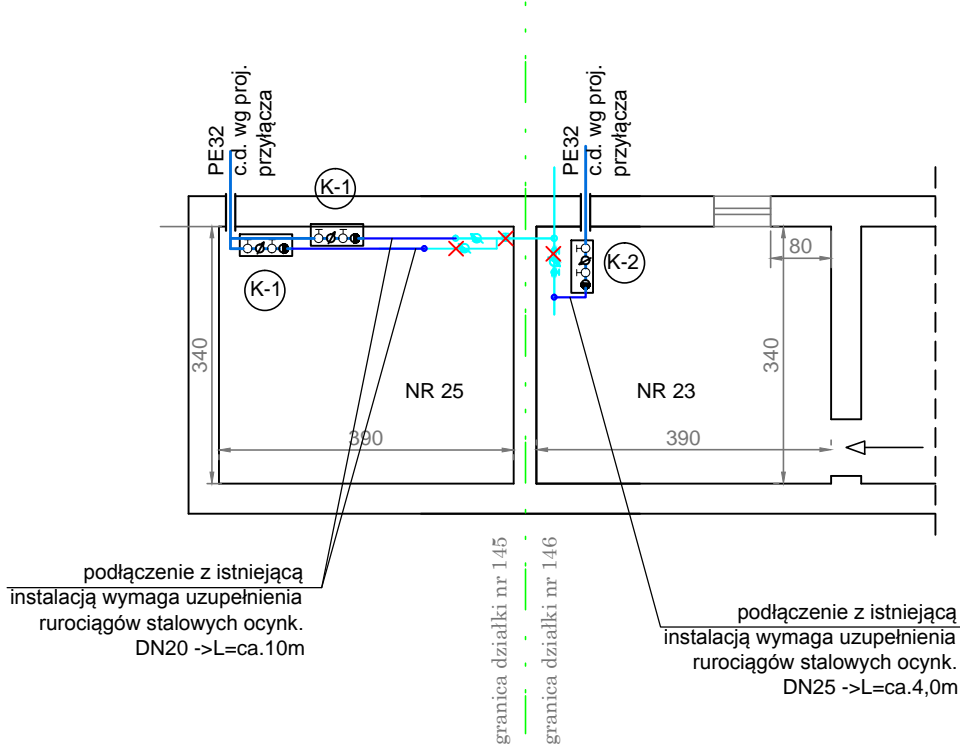 PE32
c.d. wg proj.
przyłącza
PE32
c.d. wg proj.
przyłącza
K-1
K-1
K-2
80
340
340
NR 25
NR 23
390
390
podłączenie z istniejącą
instalacją wymaga uzupełnienia
rurociągów stalowych ocynk.
DN20 ->L=ca.10m
granica działki nr 145
granica działki nr 146
podłączenie z istniejącą
instalacją wymaga uzupełnienia
rurociągów stalowych ocynk.
DN25 ->L=ca.4,0m